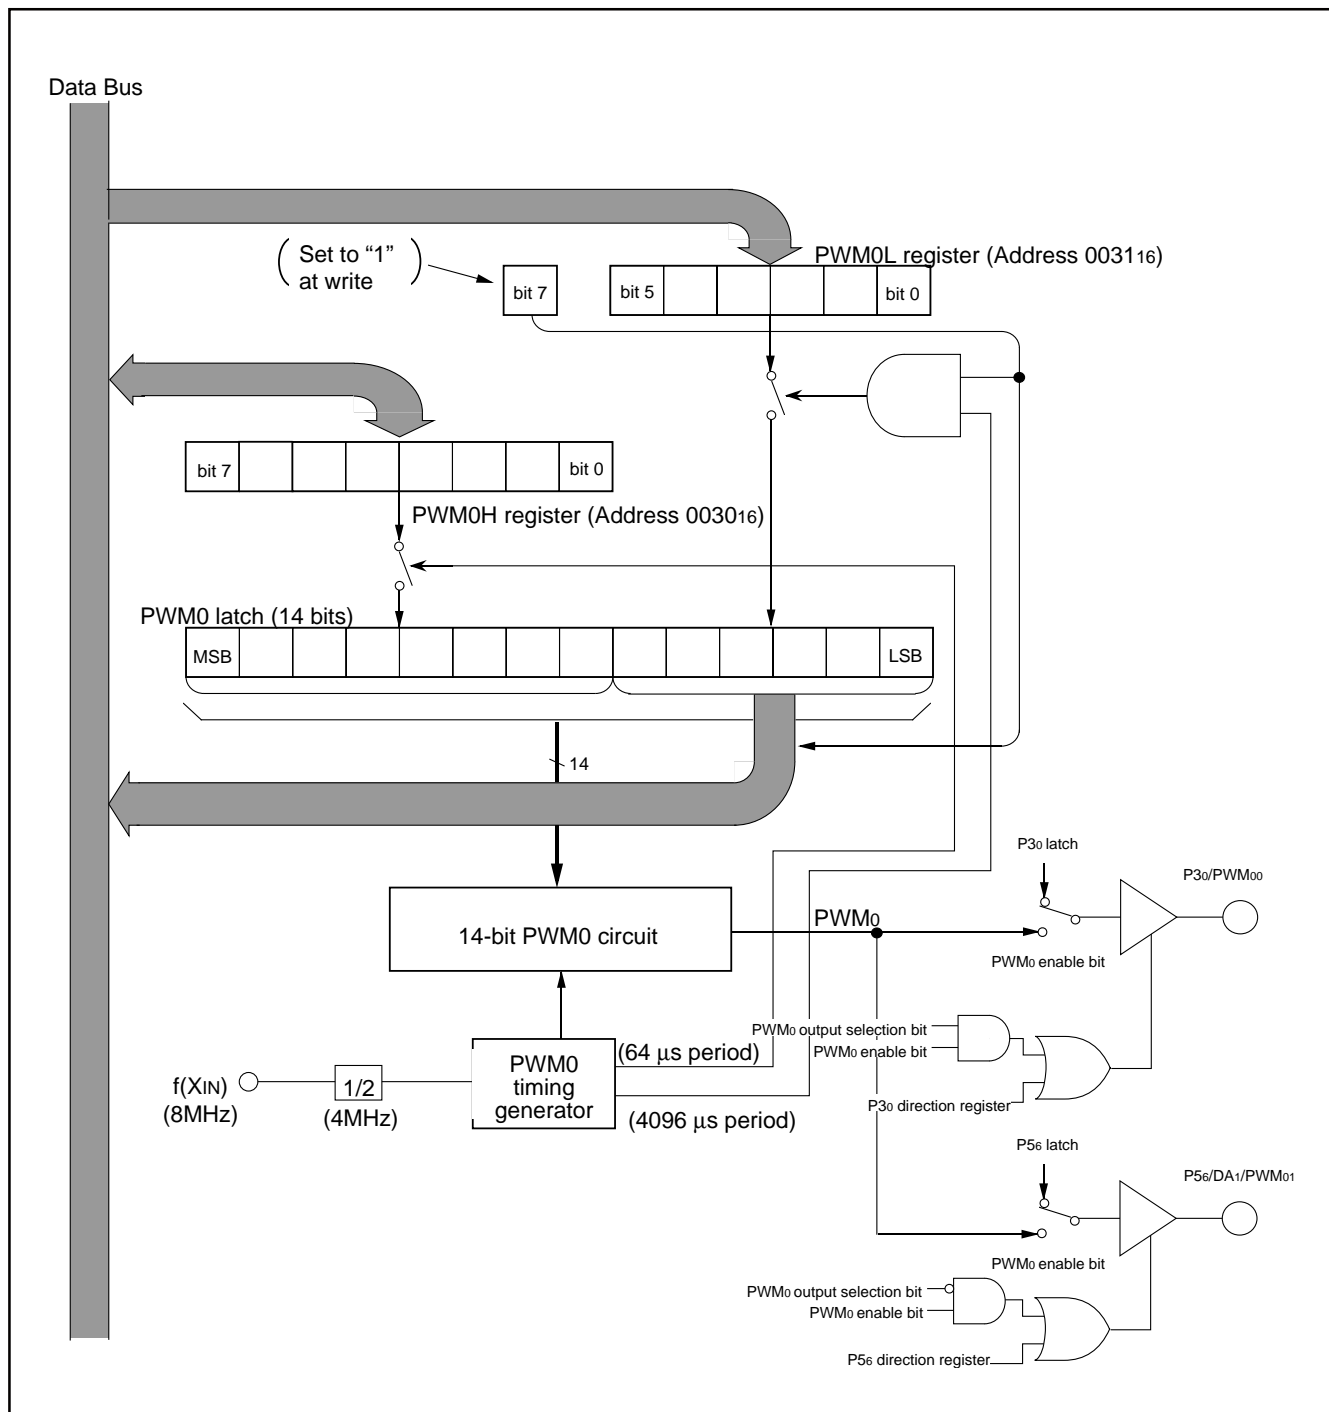 Data Bus
Set to “1”
at write
PWM0L register (Address 003116)
bit 7
bit 5
bit 0
bit 7
bit 0
PWM0H register (Address 003016)
PWM0 latch (14 bits)
MSB
LSB
14
P30 latch
P30/PWM00
14-bit PWM0 circuit
PWM0
PWM0 enable bit
PWM0 output selection bit
PWM0 enable bit
P30 direction register
f(XIN)
(8MHz)
1/2
(4MHz)
PWM0
timing
generator
(64 μs period)
(4096 μs period)
P56 latch
P56/DA1/PWM01
PWM0 enable bit
PWM0 output selection bit
PWM0 enable bit
P56 direction register